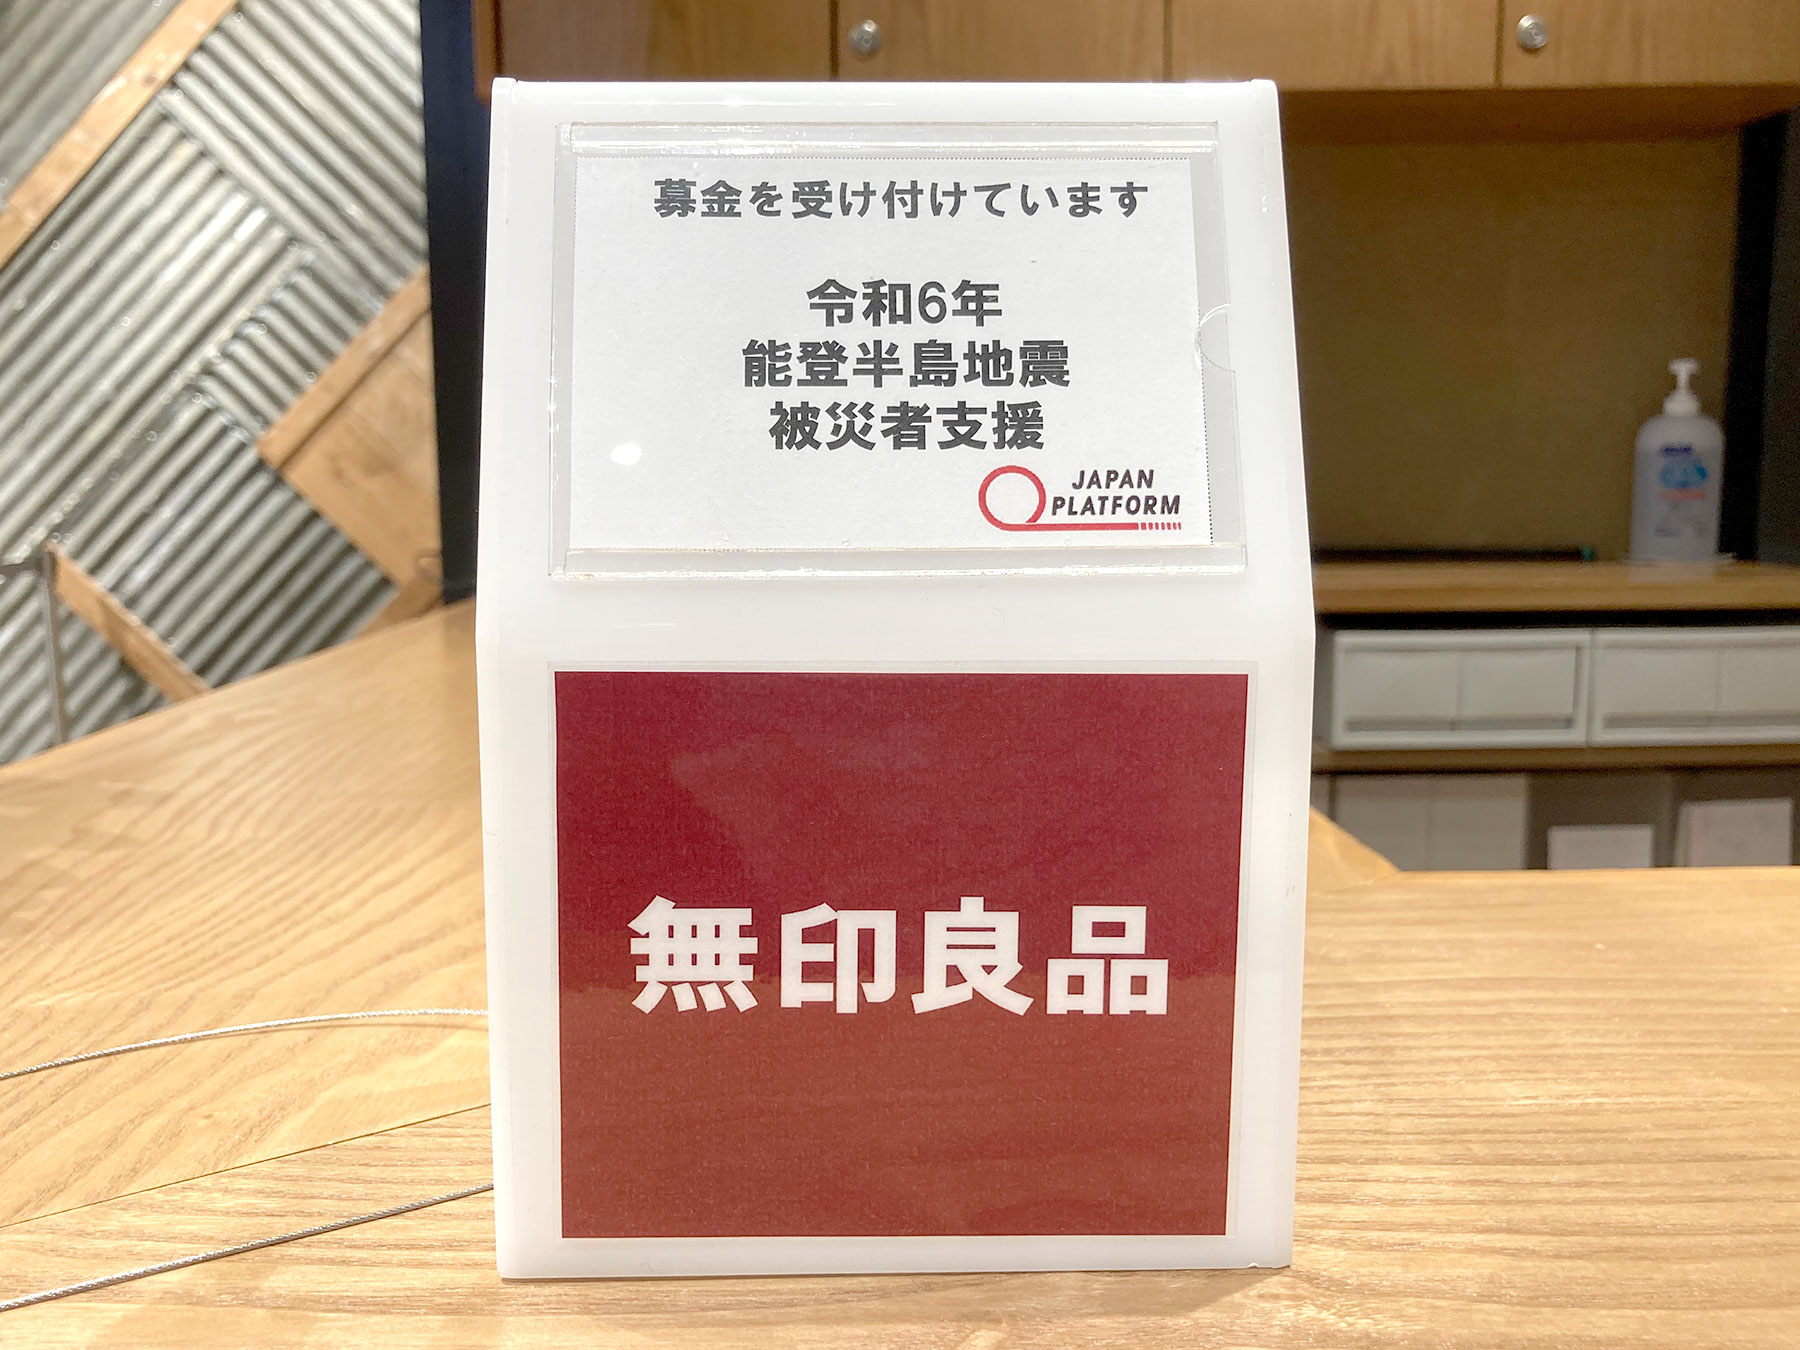 募金を受け付けています
令和6年
能登半島地震
被災者支援
JAPAN
PLATFORM
無印良品